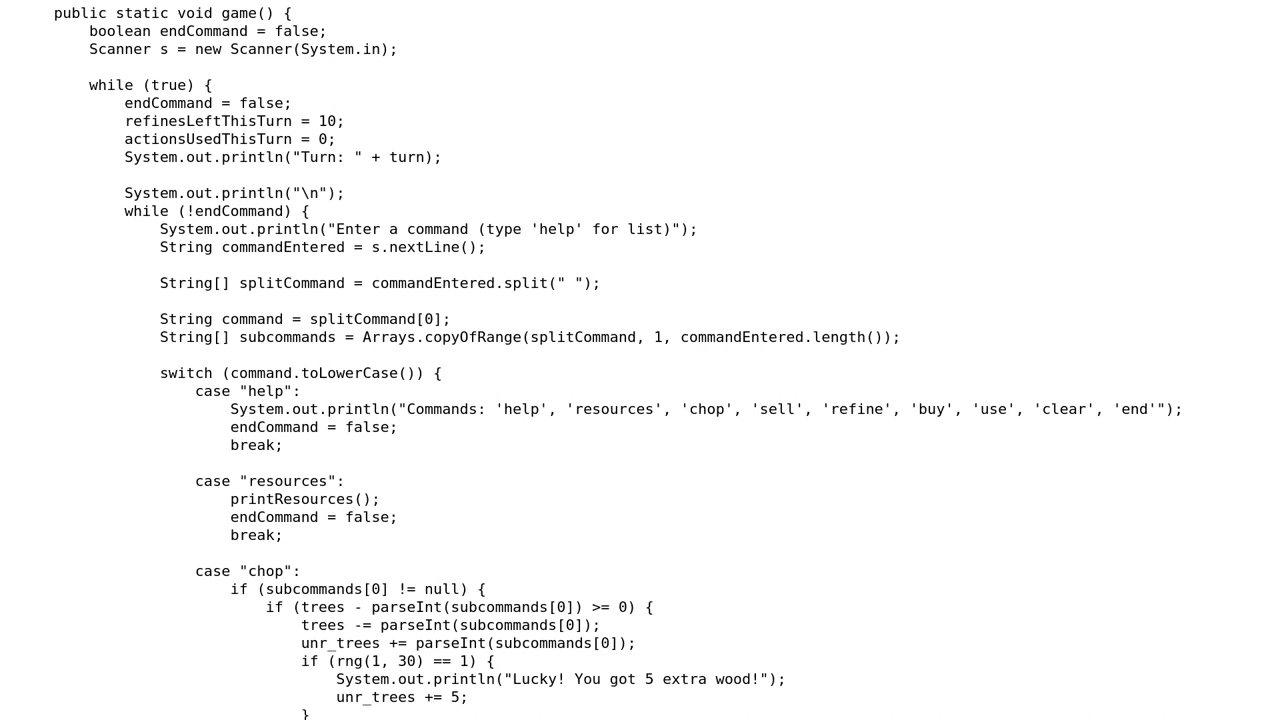 public static void game() {
boolean endCommand = false;
Scanner s = new Scanner(System.in);
while (true) {
endCommand = false;
refinesLeftThisTurn = 10;
actionsUsedThisTurn = 0;
System.out.println("Turn: " + turn);
System.out.println("\n");
while (!endCommand) {
System.out.println("Enter a command (type 'help' for list)");
String commandEntered = s.nextLine();
String[] splitCommand = commandEntered.split(" ");
String command = splitCommand[0];
String[] subcommands = Arrays.copyOfRange(splitCommand, 1, commandEntered.length());
switch (command.toLowerCase()) {
case "help":
System.out.println("Commands: 'help', 'resources', 'chop', 'sell', 'refine', 'buy', 'use', 'clear', 'end'");
endCommand = false;
break;
case "resources":
printResources();
endCommand = false;
break;
case "chop":
if (subcommands[0] != null) {
if (trees - parseInt(subcommands[0]) >= 0) {
trees -= parseInt(subcommands[0]);
unr_trees += parseInt(subcommands[0]);
if (rng(1, 30) == 1) {
System.out.println("Lucky! You got 5 extra wood!");
unr_trees += 5;
}